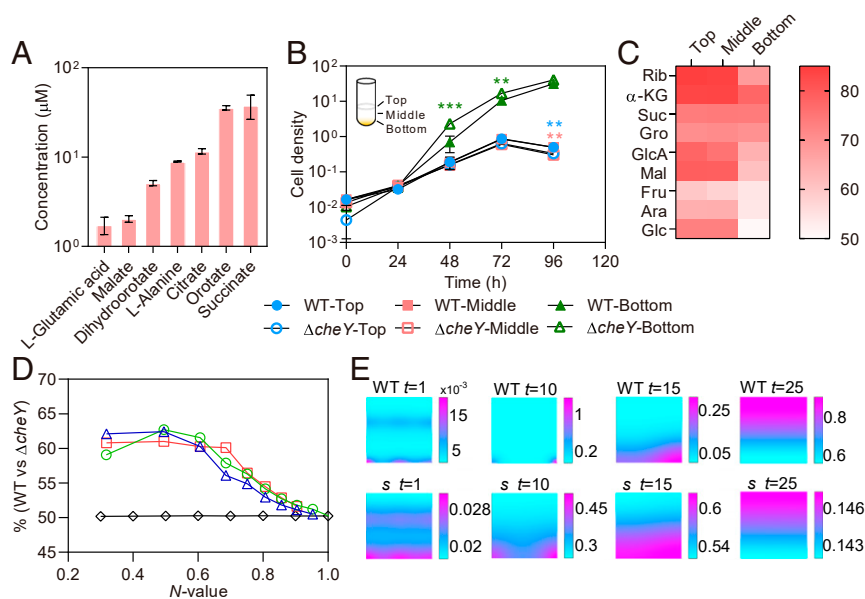 A
Concentration (µM)
10²
10¹
10⁰
L-Glutamic acid
Malate
Dihydroorotate
L-Alanine
Citrate
Orotate
Succinate
B
Cell density
10²
10¹
10⁰
10⁻¹
10⁻²
10⁻³
Top
Middle
Bottom
***
**
**
**
0 24 48 72 96 120
Time (h)
WT-Top WT-Middle WT-Bottom
ΔcheY-Top ΔcheY-Middle ΔcheY-Bottom
C
Top Middle Bottom
Rib
α-KG
Suc
Gro
GlcA
Mal
Fru
Ara
Glc
80
70
60
50
D
% (WT vs ΔcheY)
70
65
60
55
50
45
0.2 0.4 0.6 0.8 1.0
N-value
E
WT t=1 x10⁻³ WT t=10 WT t=15 WT t=25
15
5
1
0.2
0.25
0.05
0.8
0.6
s t=1 s t=10 s t=15 s t=25
0.028
0.02
0.45
0.3
0.6
0.54
0.146
0.143